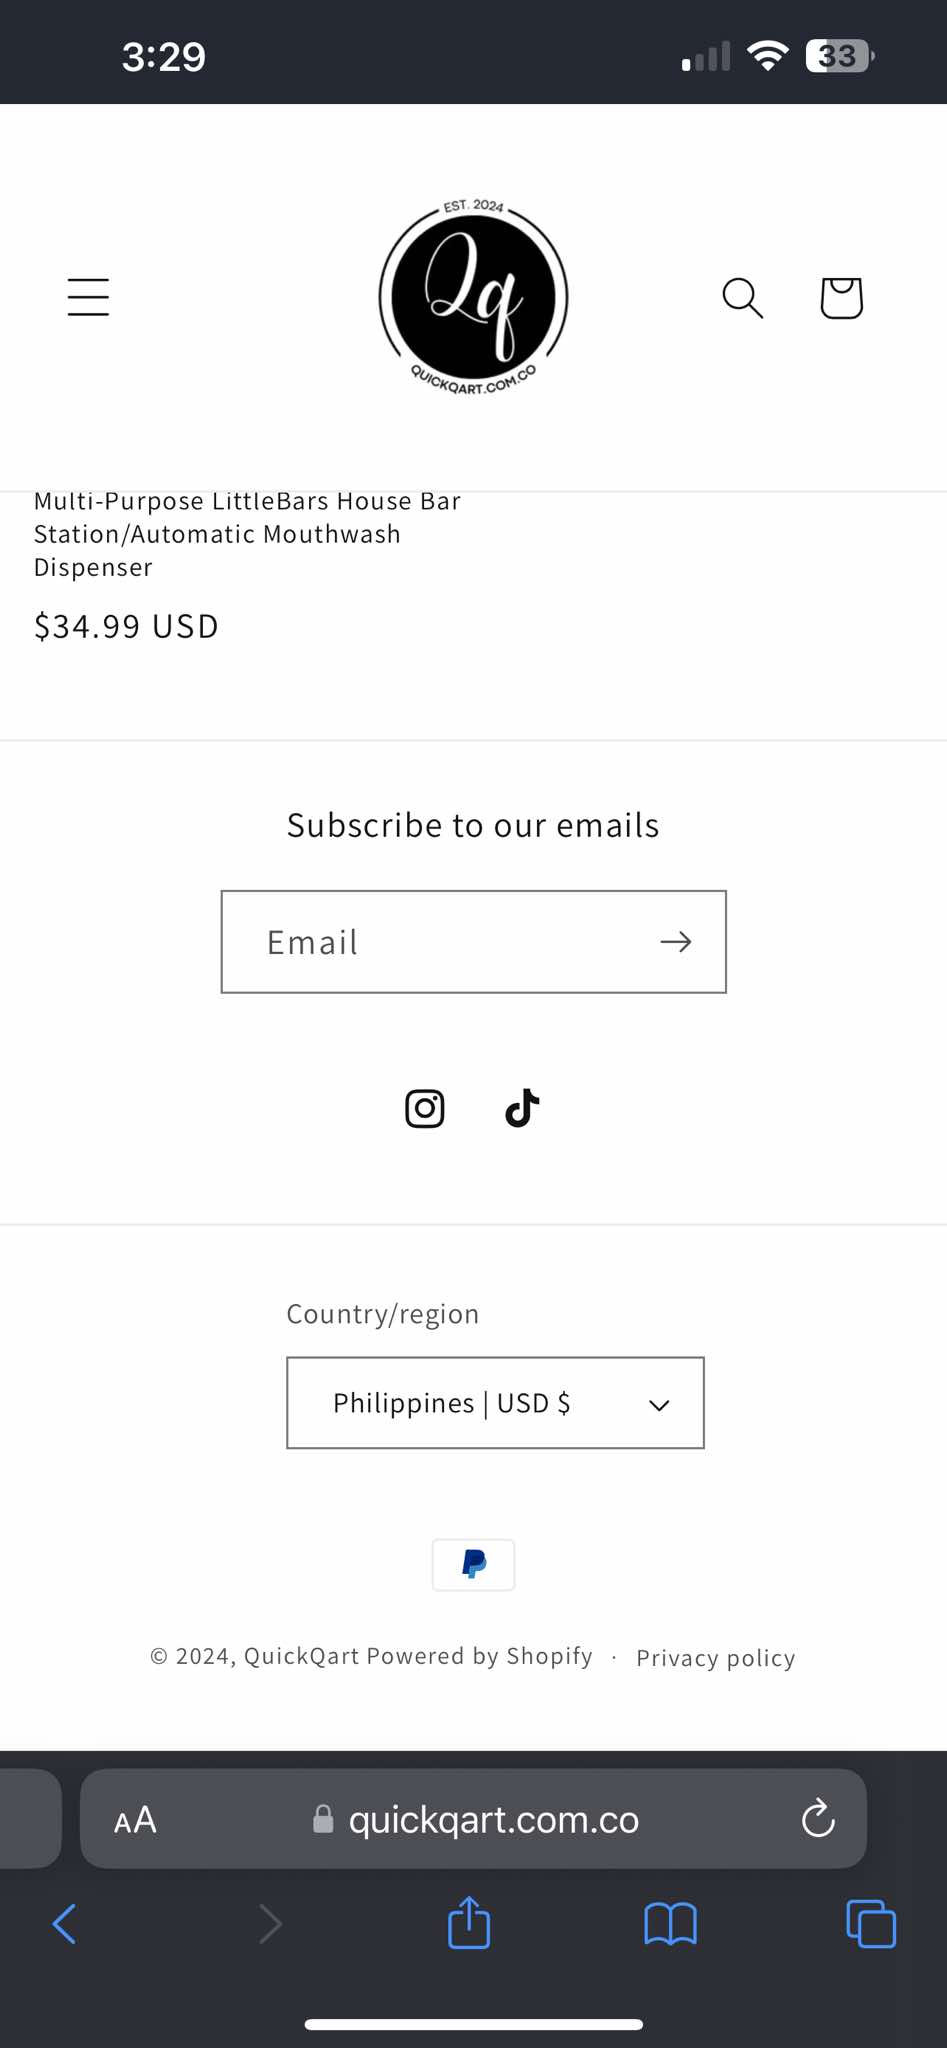 3:29
33
EST. 2024
Qq
QUICKQART.COM.CO
Multi-Purpose LittleBars House Bar
Station/Automatic Mouthwash
Dispenser
$34.99 USD
Subscribe to our emails
Email
Country/region
Philippines | USD $
© 2024, QuickQart Powered by Shopify · Privacy policy
AA quickqart.com.co